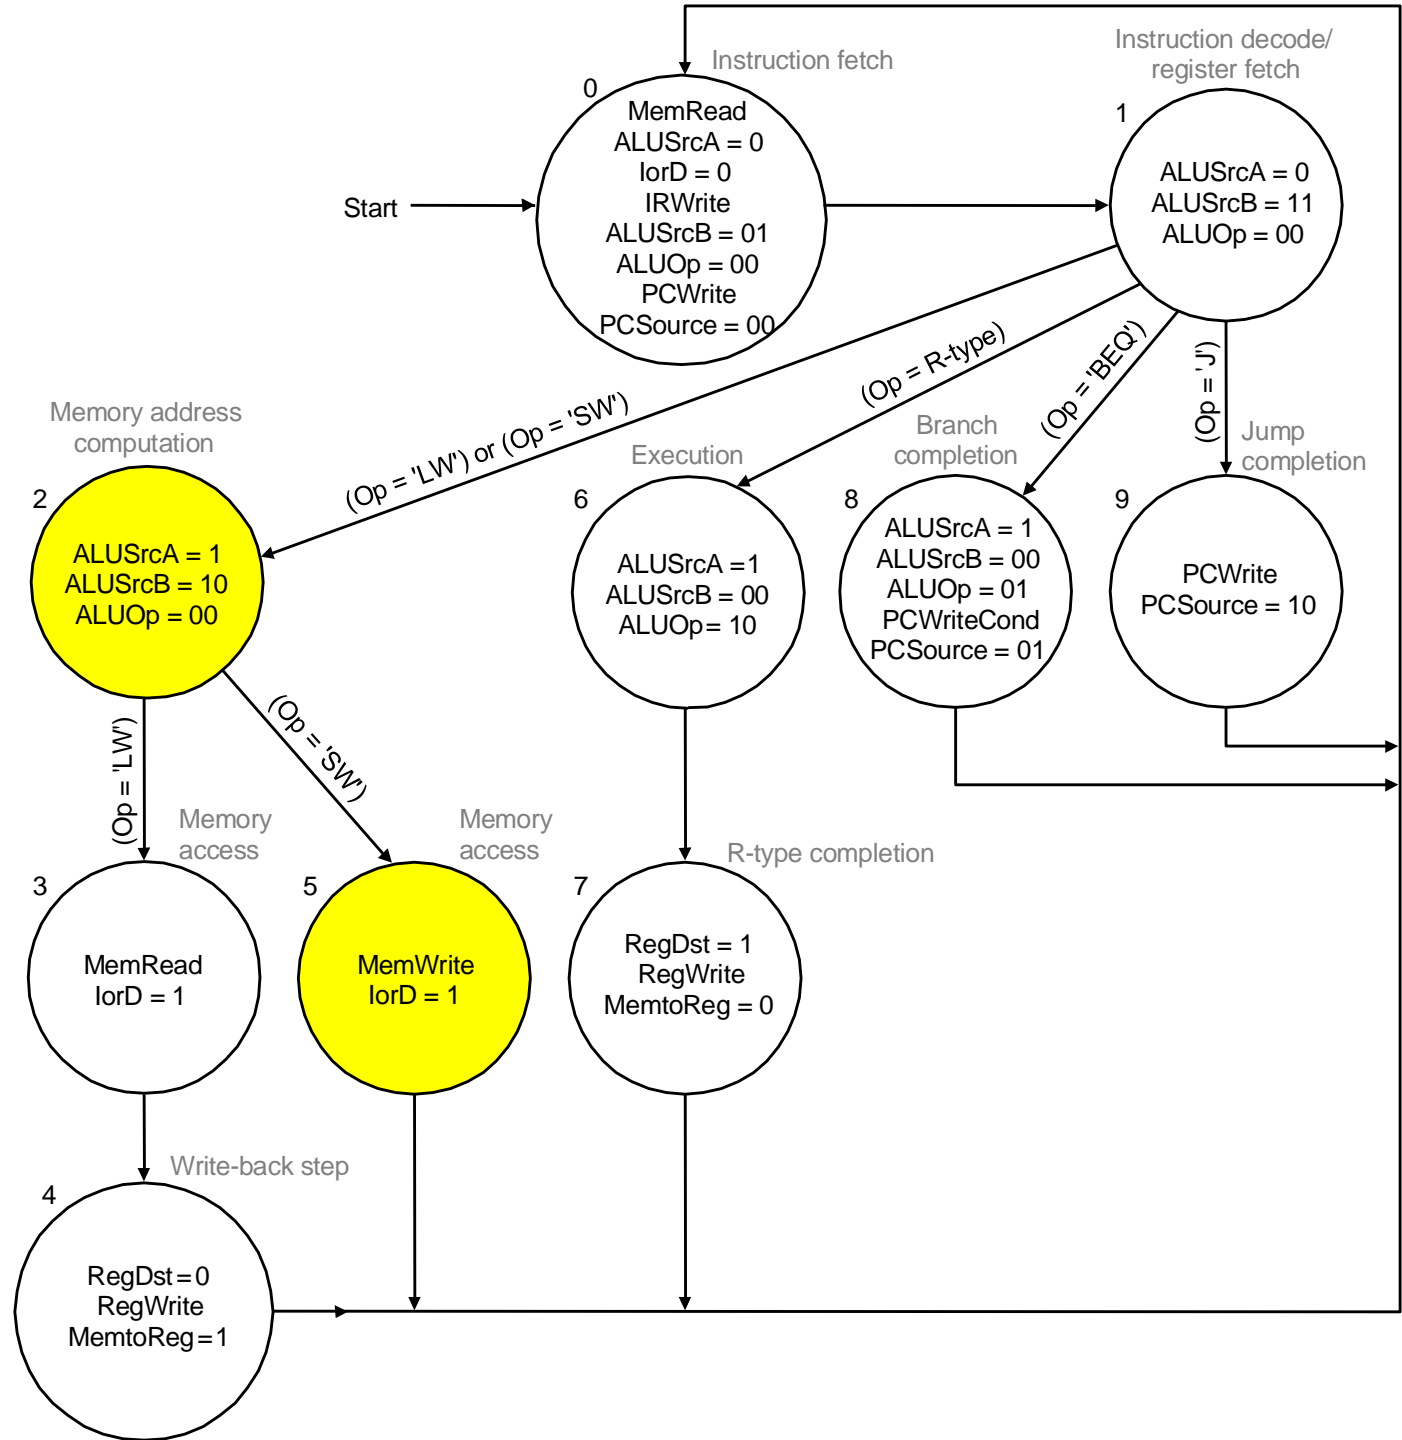 Instruction fetch
Instruction decode/
register fetch
0
MemRead
ALUSrcA = 0
IorD = 0
IRWrite
ALUSrcB = 01
ALUOp = 00
PCWrite
PCSource = 00
1
ALUSrcA = 0
ALUSrcB = 11
ALUOp = 00
Start
(Op = 'LW') or (Op = 'SW')
(Op = R-type)
(Op = 'BEQ')
(Op = 'J')
Memory address
computation
2
ALUSrcA = 1
ALUSrcB = 10
ALUOp = 00
Execution
6
ALUSrcA =1
ALUSrcB = 00
ALUOp= 10
Branch
completion
8
ALUSrcA = 1
ALUSrcB = 00
ALUOp = 01
PCWriteCond
PCSource = 01
Jump
completion
9
PCWrite
PCSource = 10
(Op = 'LW')
(Op = 'SW')
Memory
access
3
MemRead
IorD = 1
Memory
access
5
MemWrite
IorD = 1
R-type completion
7
RegDst = 1
RegWrite
MemtoReg = 0
Write-back step
4
RegDst=0
RegWrite
MemtoReg=1